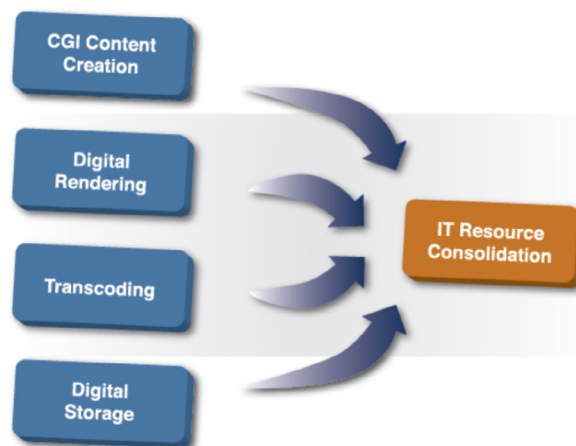 CGI Content
Creation
Digital
Rendering
Transcoding
Digital
Storage
IT Resource
Consolidation